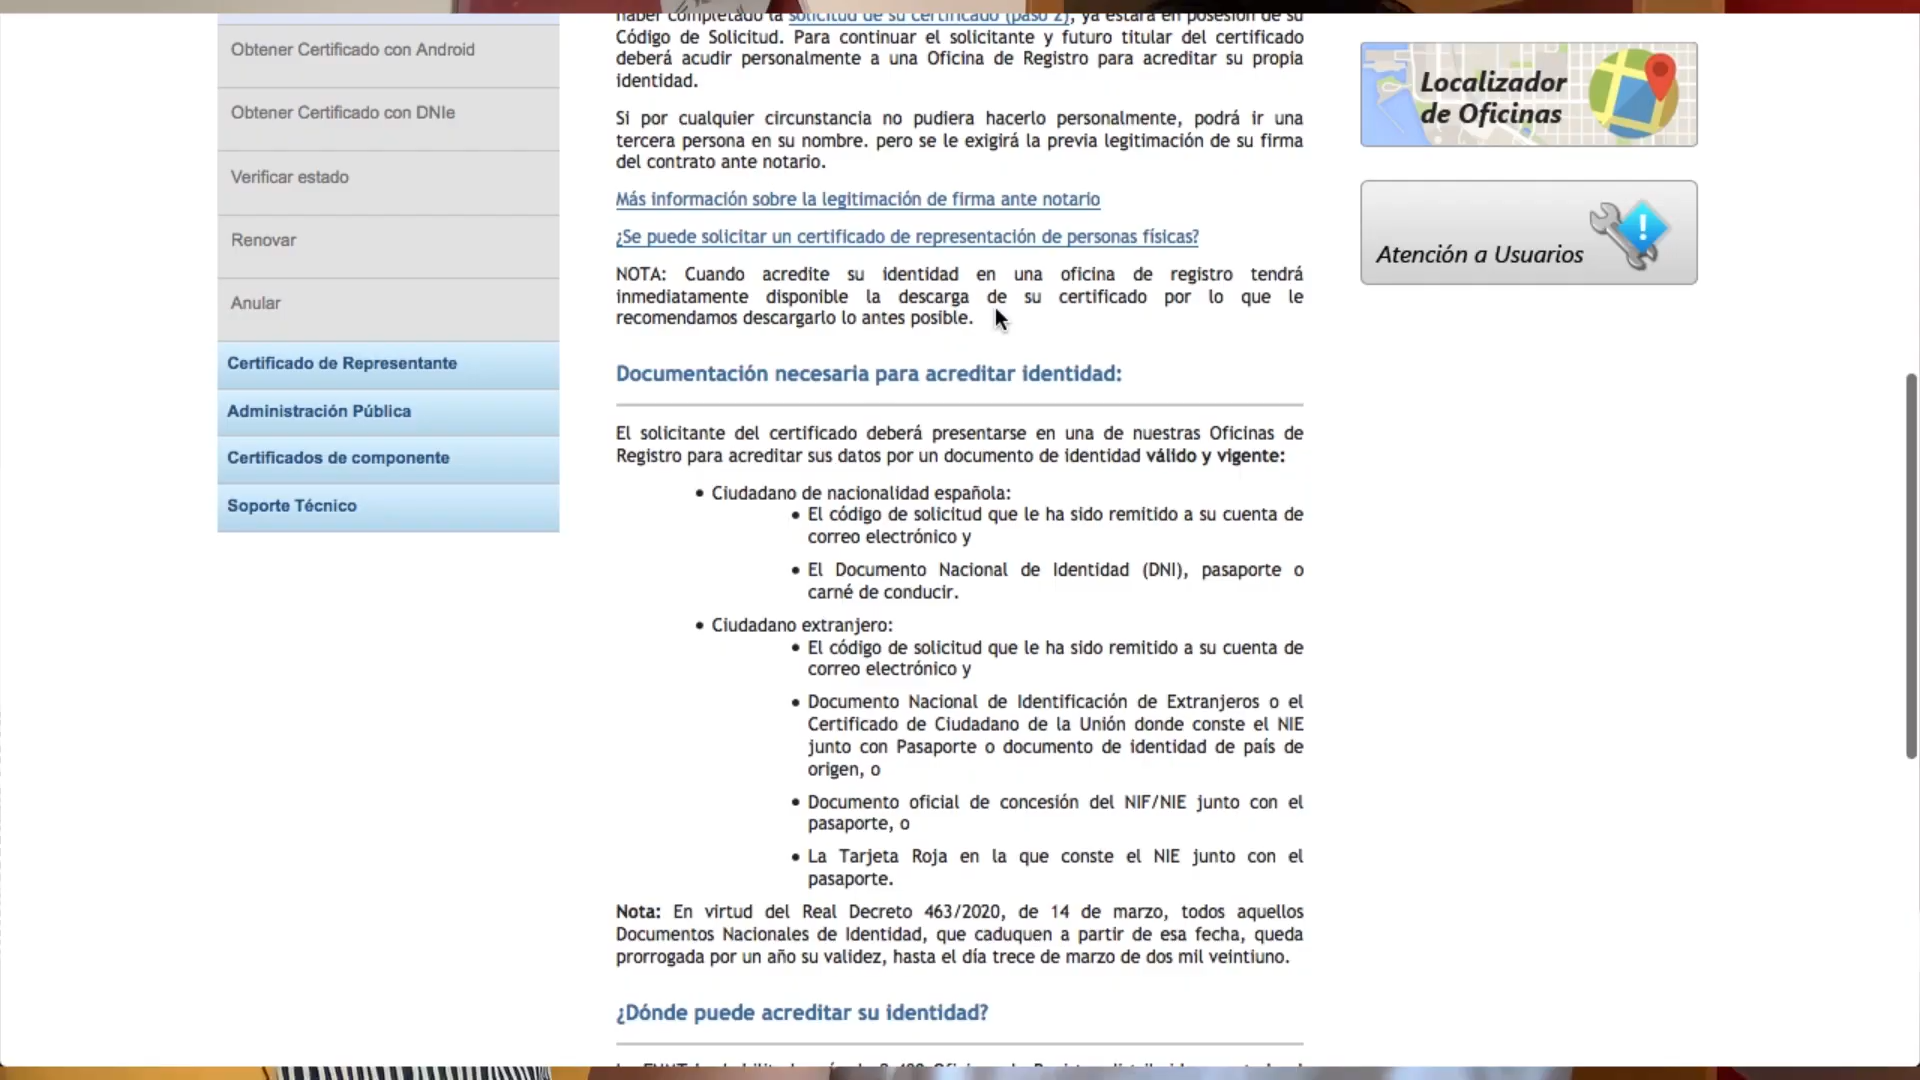 Obtener Certificado con Android
Obtener Certificado con DNIe
Verificar estado
Renovar
Anular
Certificado de Representante
Administración Pública
Certificados de componente
Soporte Técnico
haber completado la solicitud de su certificado (paso 2), ya estará en posesión de su
Código de Solicitud. Para continuar el solicitante y futuro titular del certificado
deberá acudir personalmente a una Oficina de Registro para acreditar su propia
identidad.
Si por cualquier circunstancia no pudiera hacerlo personalmente, podrá ir una
tercera persona en su nombre. pero se le exigirá la previa legitimación de su firma
del contrato ante notario.
Más información sobre la legitimación de firma ante notario
¿Se puede solicitar un certificado de representación de personas físicas?
NOTA: Cuando acredite su identidad en una oficina de registro tendrá
inmediatamente disponible la descarga de su certificado por lo que le
recomendamos descargarlo lo antes posible.
Documentación necesaria para acreditar identidad:
El solicitante del certificado deberá presentarse en una de nuestras Oficinas de
Registro para acreditar sus datos por un documento de identidad válido y vigente:
• Ciudadano de nacionalidad española:
• El código de solicitud que le ha sido remitido a su cuenta de
correo electrónico y
• El Documento Nacional de Identidad (DNI), pasaporte o
carné de conducir.
• Ciudadano extranjero:
• El código de solicitud que le ha sido remitido a su cuenta de
correo electrónico y
• Documento Nacional de Identificación de Extranjeros o el
Certificado de Ciudadano de la Unión donde conste el NIE
junto con Pasaporte o documento de identidad de país de
origen, o
• Documento oficial de concesión del NIF/NIE junto con el
pasaporte, o
• La Tarjeta Roja en la que conste el NIE junto con el
pasaporte.
Nota: En virtud del Real Decreto 463/2020, de 14 de marzo, todos aquellos
Documentos Nacionales de Identidad, que caduquen a partir de esa fecha, queda
prorrogada por un año su validez, hasta el día trece de marzo de dos mil veintiuno.
¿Dónde puede acreditar su identidad?
Localizador
de Oficinas
Atención a Usuarios